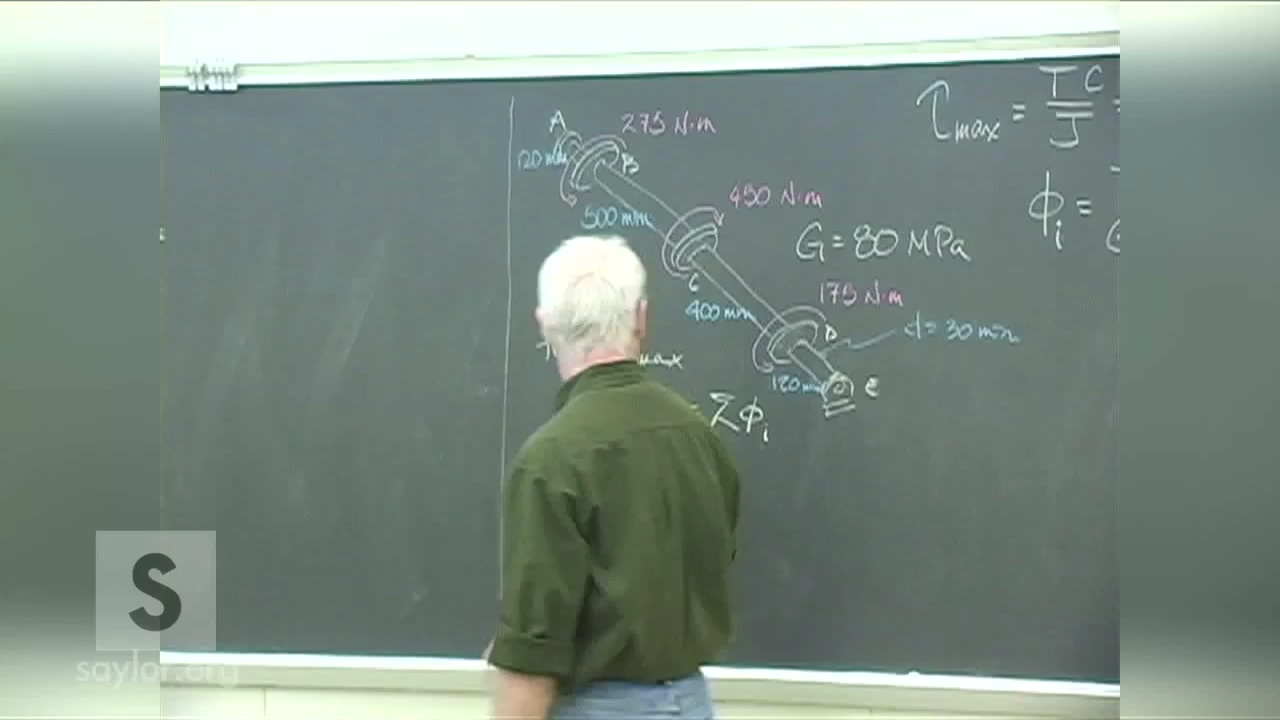 A
275 N·m
120 mm
B
450 N·m
500 mm
G = 80 MPa
C
175 N·m
400 mm
D
d = 30 mm
120 mm
E
max
= Σφi
τmax = TC/J =
φi =
S
saylor.org